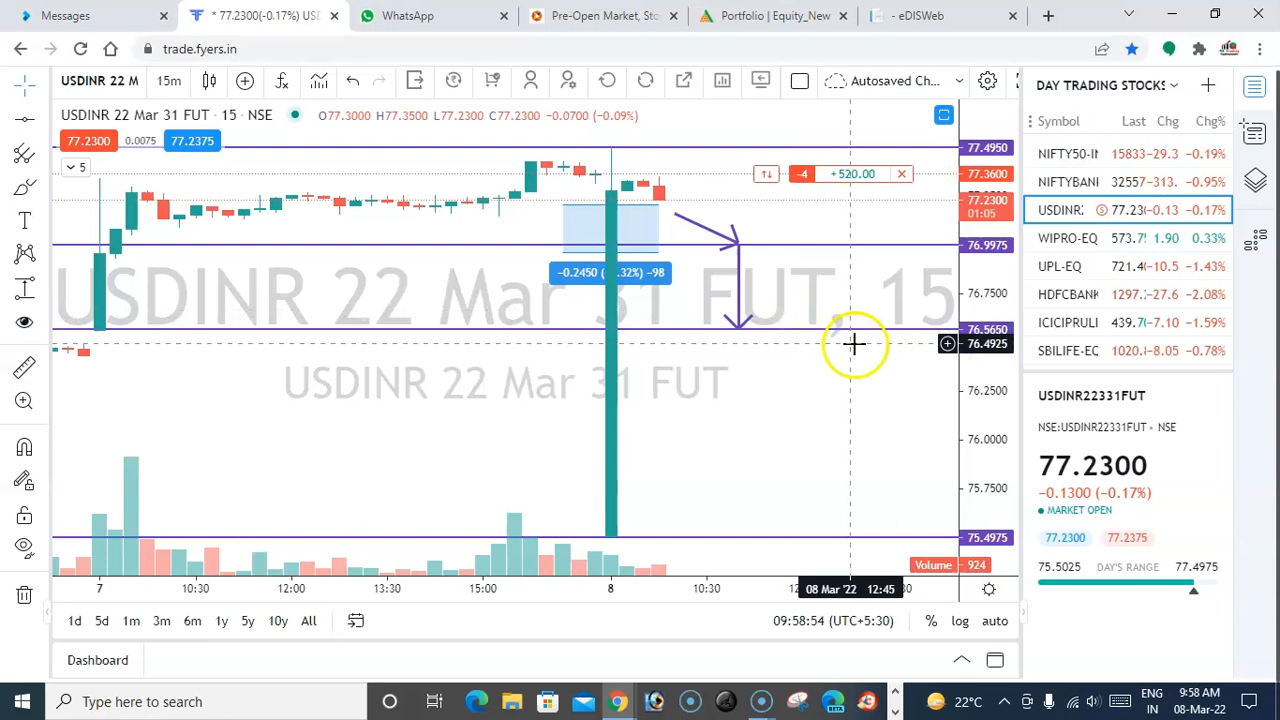 Messages
* 77.2300(-0.17%) USD
WhatsApp
Pre-Open Market, Sto
Portfolio | Equity_New
- eDISWeb
trade.fyers.in
USDINR 22 M
15m
Autosaved Ch...
DAY TRADING STOCKS
USDINR 22 Mar 31 FUT · 15 · NSE
O77.3000 H77.3500 L77.2300 C77.2300 -0.0700 (-0.09%)
77.2300
0.0075
77.2375
5
Symbol Last Chg Chg%
NIFTY50-IN 15833 -29.3 -0.19%
NIFTYBANI 32557 -313. -0.95%
USDINR2 77.23 -0.13 -0.17%
WIPRO-EQ 573.7 1.90 0.33%
UPL-EQ 721.4 -10.5 -1.43%
HDFCBANK 1297. -27.6 -2.08%
ICICIPRULI 439.7 -7.10 -1.59%
SBILIFE-EQ 1020. -8.05 -0.78%
-4
+520.00
77.4950
77.3600
77.2300
01:05
76.9975
76.7500
76.5650
76.4925
76.2500
76.0000
75.7500
75.4975
USDINR 22 Mar 31 FUT, 15
USDINR 22 Mar 31 FUT
Volume 924
7 12:00 13:30 15:00 8 10:30
08 Mar '22 12:45
1d 5d 1m 3m 6m 1y 5y 10y All
09:58:54 (UTC+5:30)
% log auto
USDINR22331FUT
NSE:USDINR22331FUT • NSE
77.2300
-0.1300 (-0.17%)
MARKET OPEN
77.2300
77.2375
75.5025 DAY'S RANGE 77.4975
Dashboard
Type here to search
22°C
ENG
IN
9:58 AM
08-Mar-22